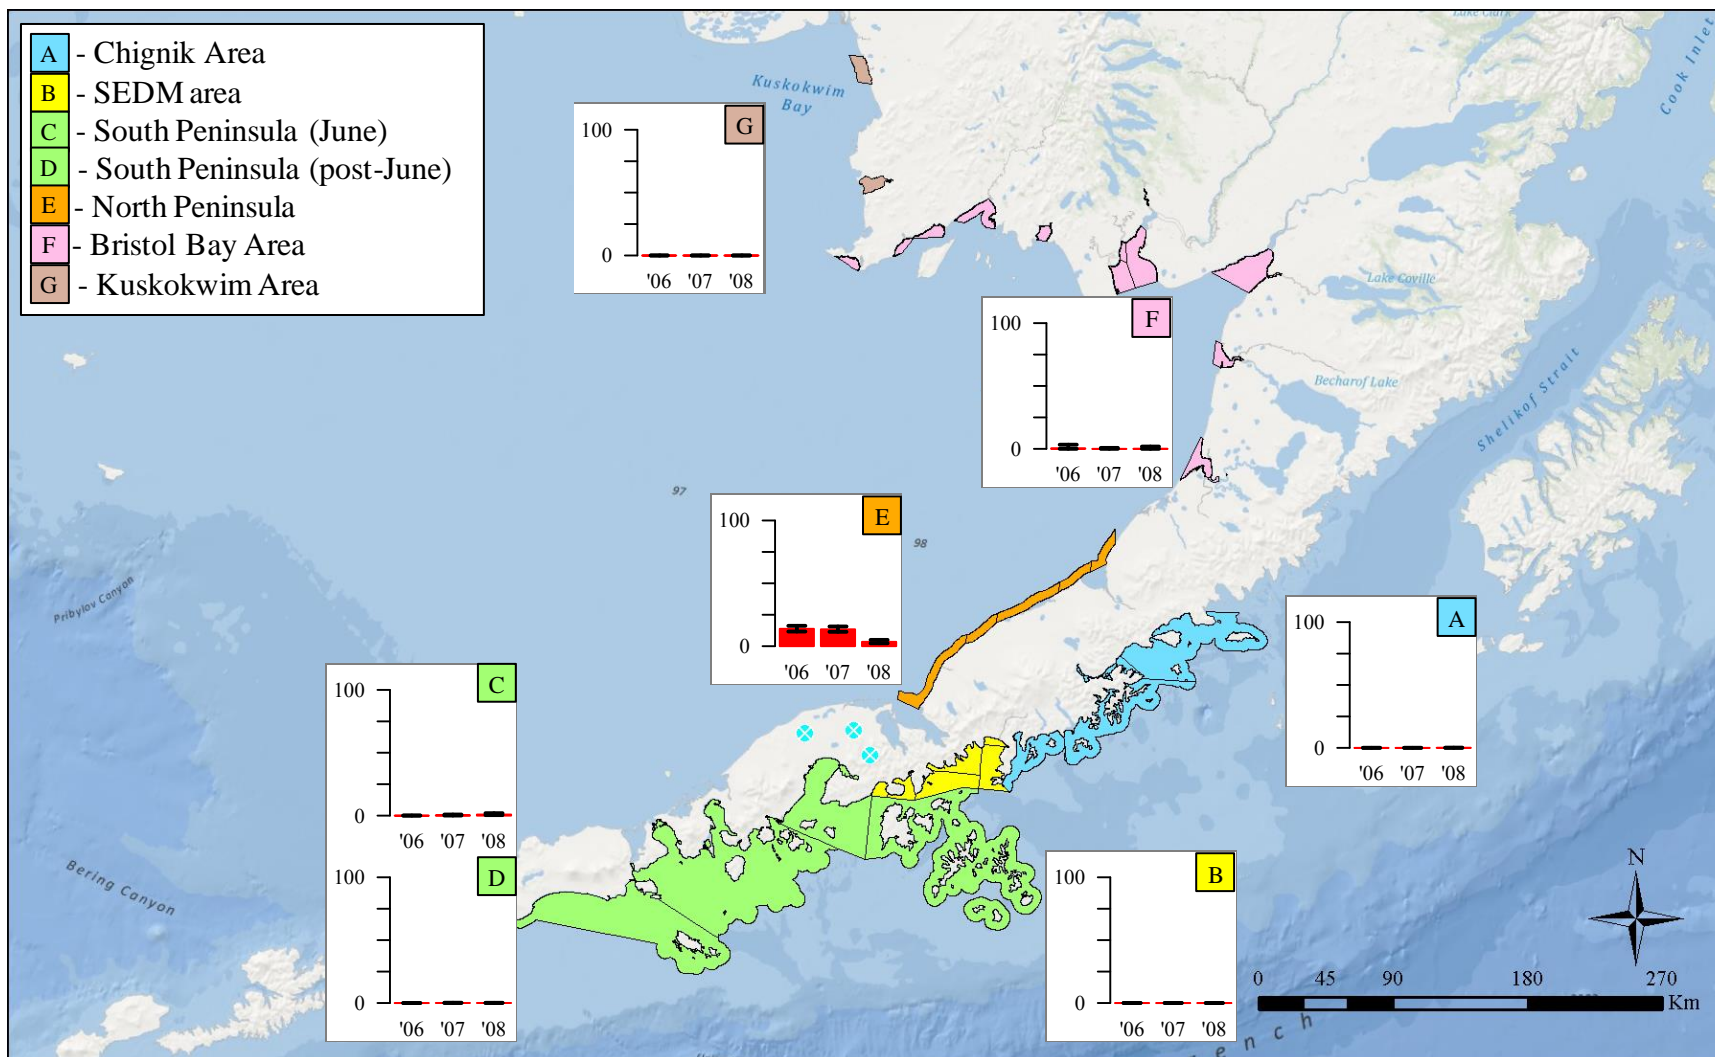 A - Chignik Area
B - SEDM area
C - South Peninsula (June)
D - South Peninsula (post-June)
E - North Peninsula
F - Bristol Bay Area
G - Kuskokwim Area
Lake Clark
Cook Inlet
Kuskokwim
Bay
G
100
0
'06 '07 '08
Lake Coville
F
100
0
'06 '07 '08
Becharof Lake
Shelikof Strait
97
98
E
100
0
'06 '07 '08
Pribylov Canyon
A
100
0
'06 '07 '08
C
100
0
'06 '07 '08
D
100
0
'06 '07 '08
B
100
0
'06 '07 '08
Bering Canyon
N
0 45 90 180 270
Km
ench